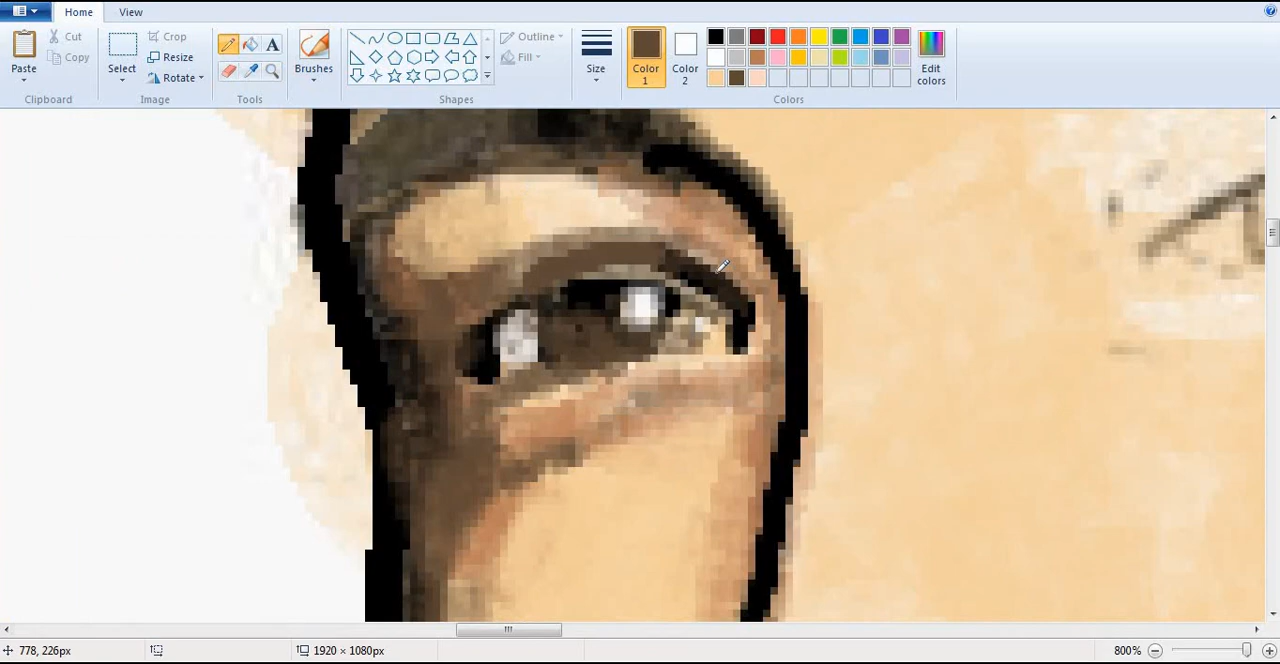 Home View
Paste
Cut
Copy
Clipboard
Select
Crop
Resize
Rotate
Image
A
Tools
Brushes
Outline
Fill
Shapes
Size
Color
1
Color
2
Edit
colors
Colors
778, 226px
1920 × 1080px
800%